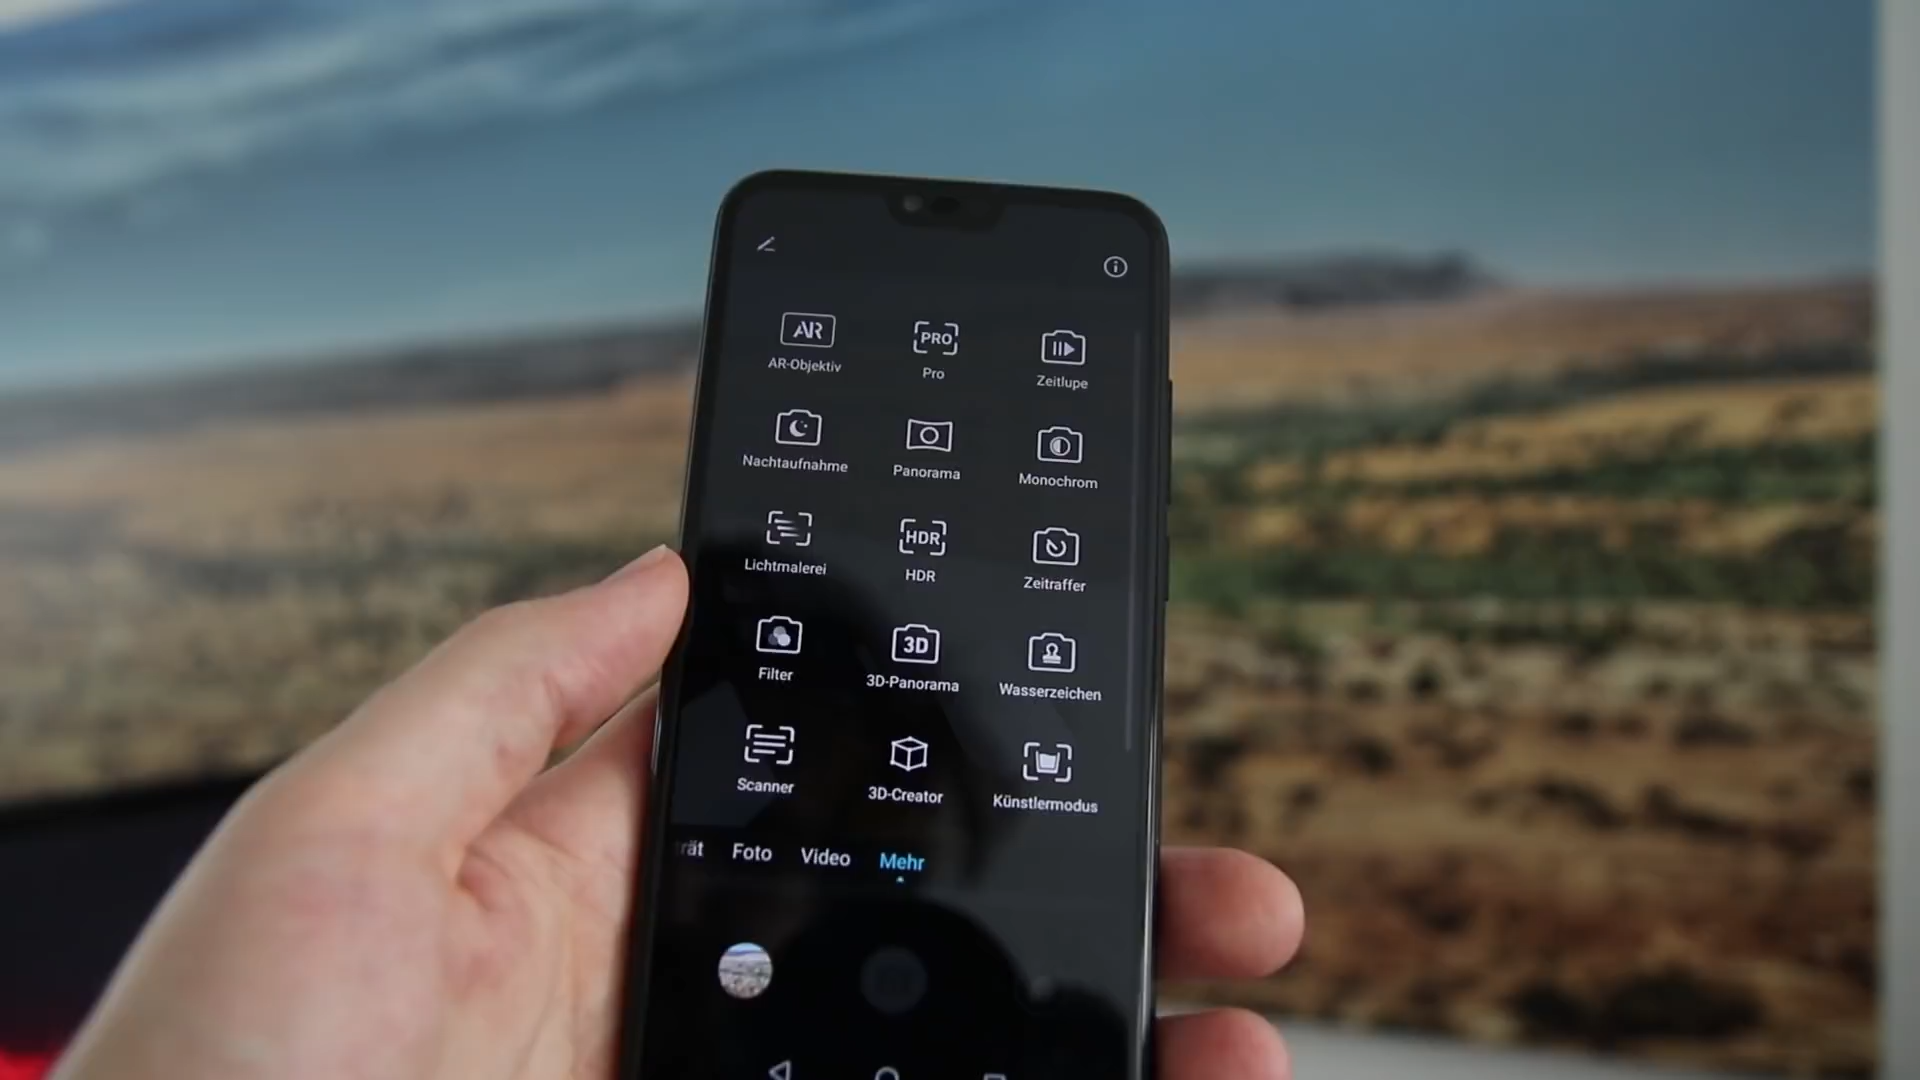 AR PRO
AR-Objektiv Pro Zeitlupe
Nachtaufnahme Panorama Monochrom
HDR
Lichtmalerei HDR Zeitraffer
3D
Filter 3D-Panorama Wasserzeichen
Scanner 3D-Creator Künstlermodus
rät Foto Video Mehr